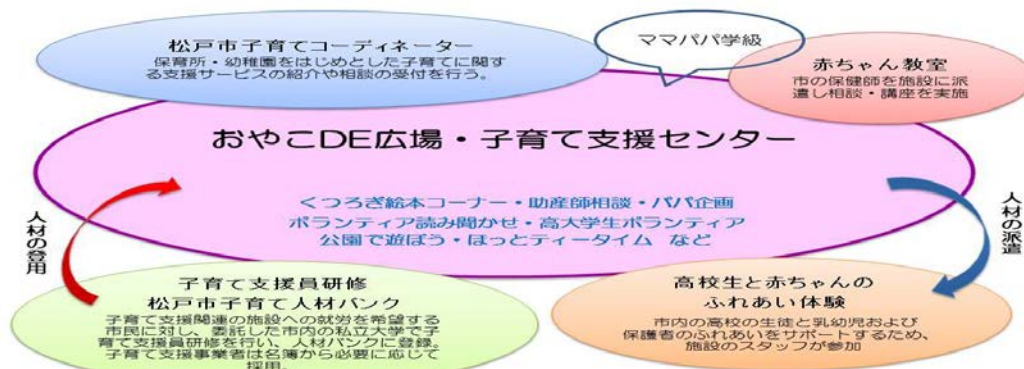 松戸市子育てコーディネーター
保育所・幼稚園をはじめとした子育てに関す
る支援サービスの紹介や相談の受付を行う。
ママパパ学級
赤ちゃん教室
市の保健師を施設に派
遣し相談・講座を実施
おやこDE広場・子育て支援センター
くつろぎ絵本コーナー・助産師相談・パパ企画
ボランティア読み聞かせ・高大学生ボランティア
公園で遊ぼう・ほっとティータイム など
人材の登用
人材の派遣
子育て支援員研修
松戸市子育て人材バンク
子育て支援関連の施設への就労を希望する
市民に対し、委託した市内の私立大学で子
育て支援員研修を行い、人材バンクに登録。
子育て支援事業者は名簿から必要に応じて
採用。
高校生と赤ちゃんの
ふれあい体験
市内の高校の生徒と乳幼児および
保護者のふれあいをサポートするため、
施設のスタッフが参加